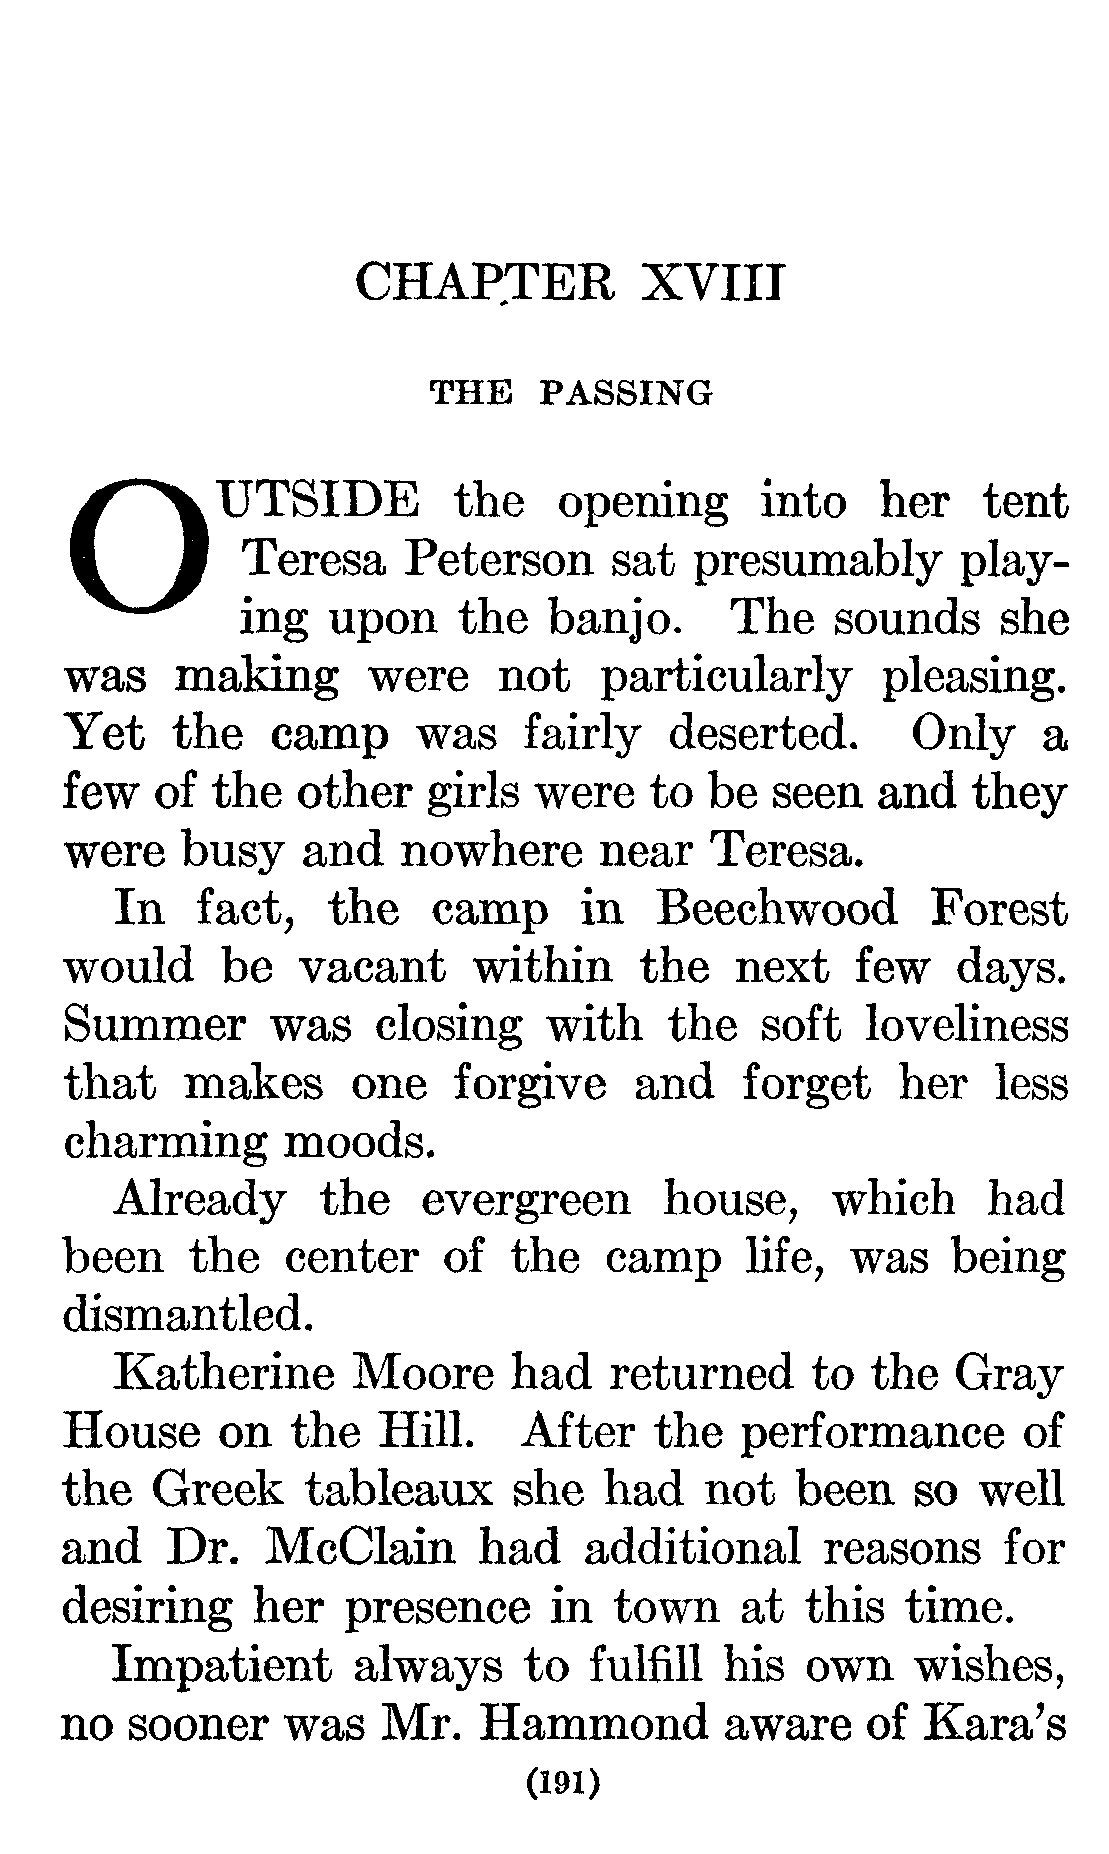 CHAPTER XVIII
THE PASSING
OUTSIDE the opening into her tent
Teresa Peterson sat presumably play-
ing upon the banjo. The sounds she
was making were not particularly pleasing.
Yet the camp was fairly deserted. Only a
few of the other girls were to be seen and they
were busy and nowhere near Teresa.
In fact, the camp in Beechwood Forest
would be vacant within the next few days.
Summer was closing with the soft loveliness
that makes one forgive and forget her less
charming moods.
Already the evergreen house, which had
been the center of the camp life, was being
dismantled.
Katherine Moore had returned to the Gray
House on the Hill. After the performance of
the Greek tableaux she had not been so well
and Dr. McClain had additional reasons for
desiring her presence in town at this time.
Impatient always to fulfill his own wishes,
no sooner was Mr. Hammond aware of Kara's
(191)